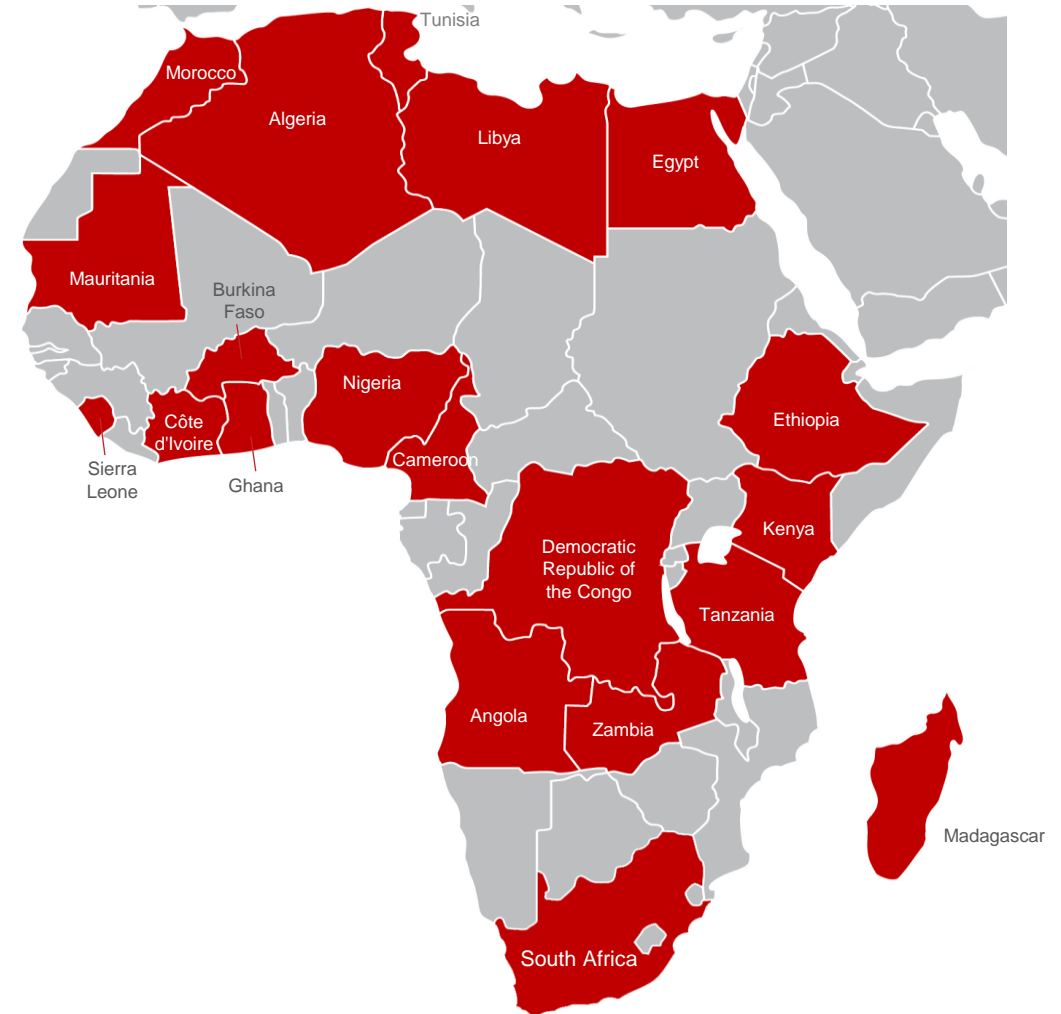 Tunisia
Morocco
Algeria
Libya
Egypt
Mauritania
Burkina
Faso
Nigeria
Côte
d'Ivoire
Ethiopia
Cameroon
Sierra
Leone
Ghana
Kenya
Democratic
Republic of
the Congo
Tanzania
Angola
Zambia
Madagascar
South Africa